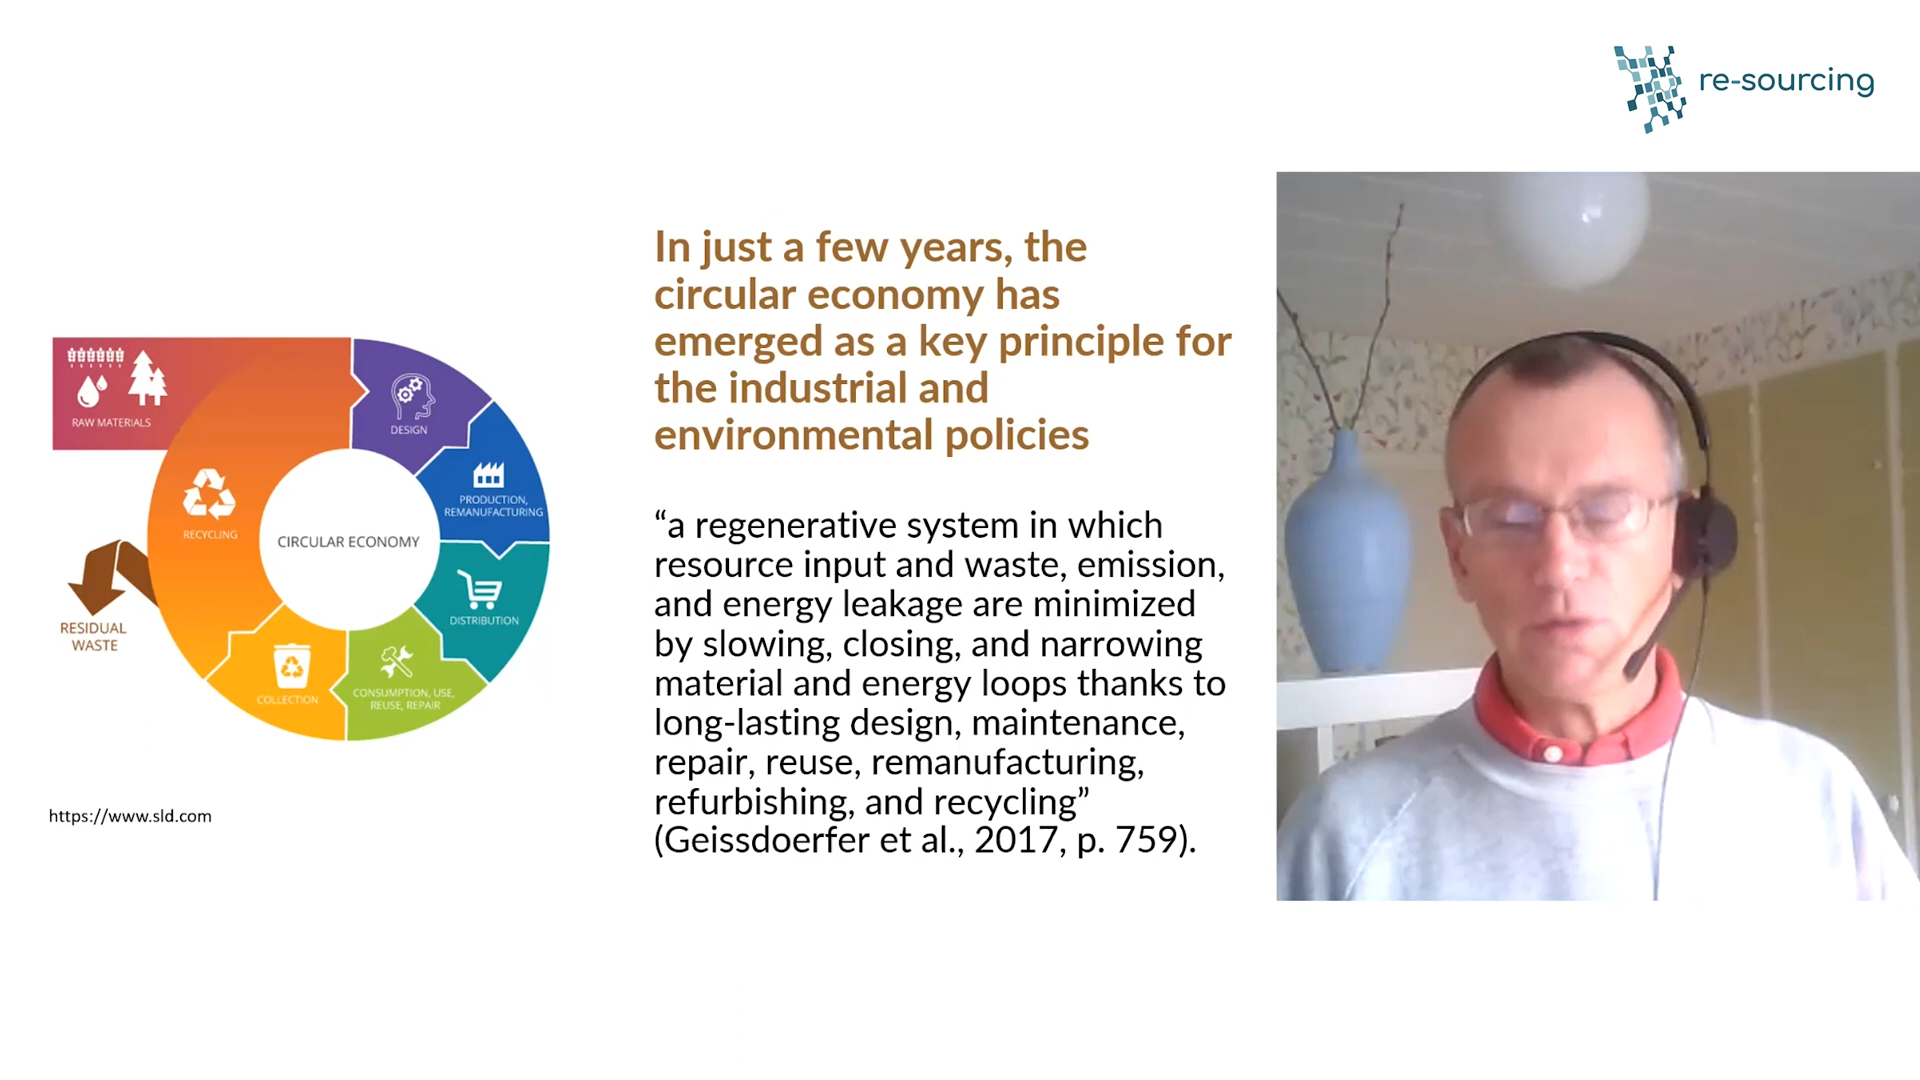 re-sourcing
In just a few years, the
circular economy has
emerged as a key principle for
the industrial and
environmental policies
“a regenerative system in which
resource input and waste, emission,
and energy leakage are minimized
by slowing, closing, and narrowing
material and energy loops thanks to
long-lasting design, maintenance,
repair, reuse, remanufacturing,
refurbishing, and recycling”
(Geissdoerfer et al., 2017, p. 759).
RAW MATERIALS
DESIGN
PRODUCTION,
REMANUFACTURING
DISTRIBUTION
CONSUMPTION, USE,
REUSE, REPAIR
COLLECTION
RECYCLING
CIRCULAR ECONOMY
RESIDUAL
WASTE
https://www.sld.com